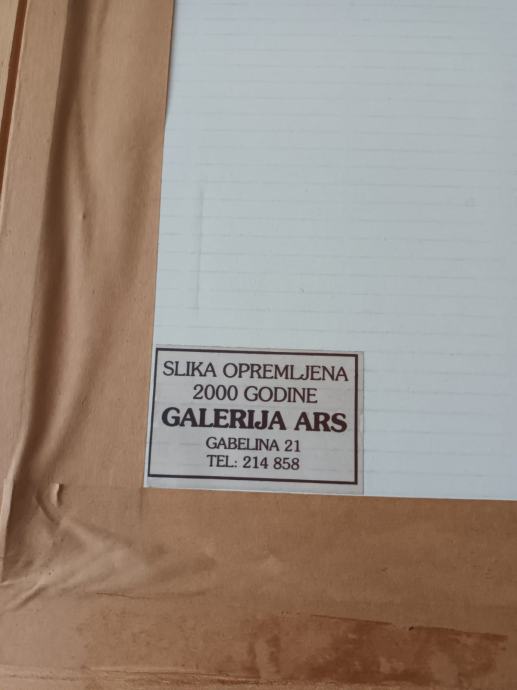 SLIKA OPREMLJENA
2000 GODINE
GALERIJA ARS
GABELINA 21
TEL: 214 858